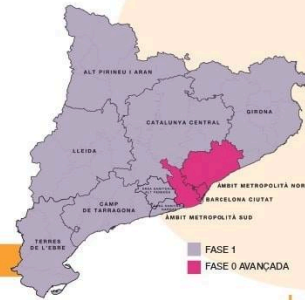 ALT PIRINEU I ARAN
GIRONA
CATALUNYA CENTRAL
LLEIDA
ÀMBIT METROPOLITÀ NOR
BARCELONA CIUTAT
CAMP
DE TARRAGONA
ÀMBIT METROPOLITÀ SUD
TERRES
DE L'EBRE
FASE 1
FASE 0 AVANÇADA